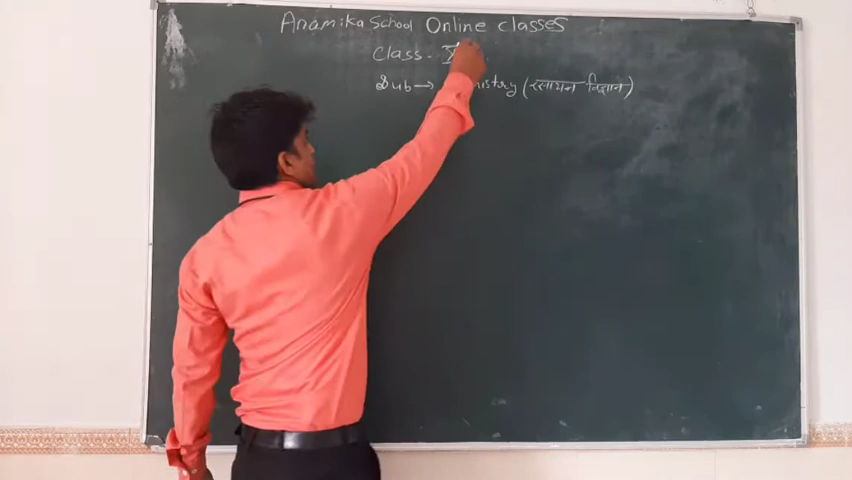 Anamika School Online classes
Class -
Sub → (रसायन विज्ञान)